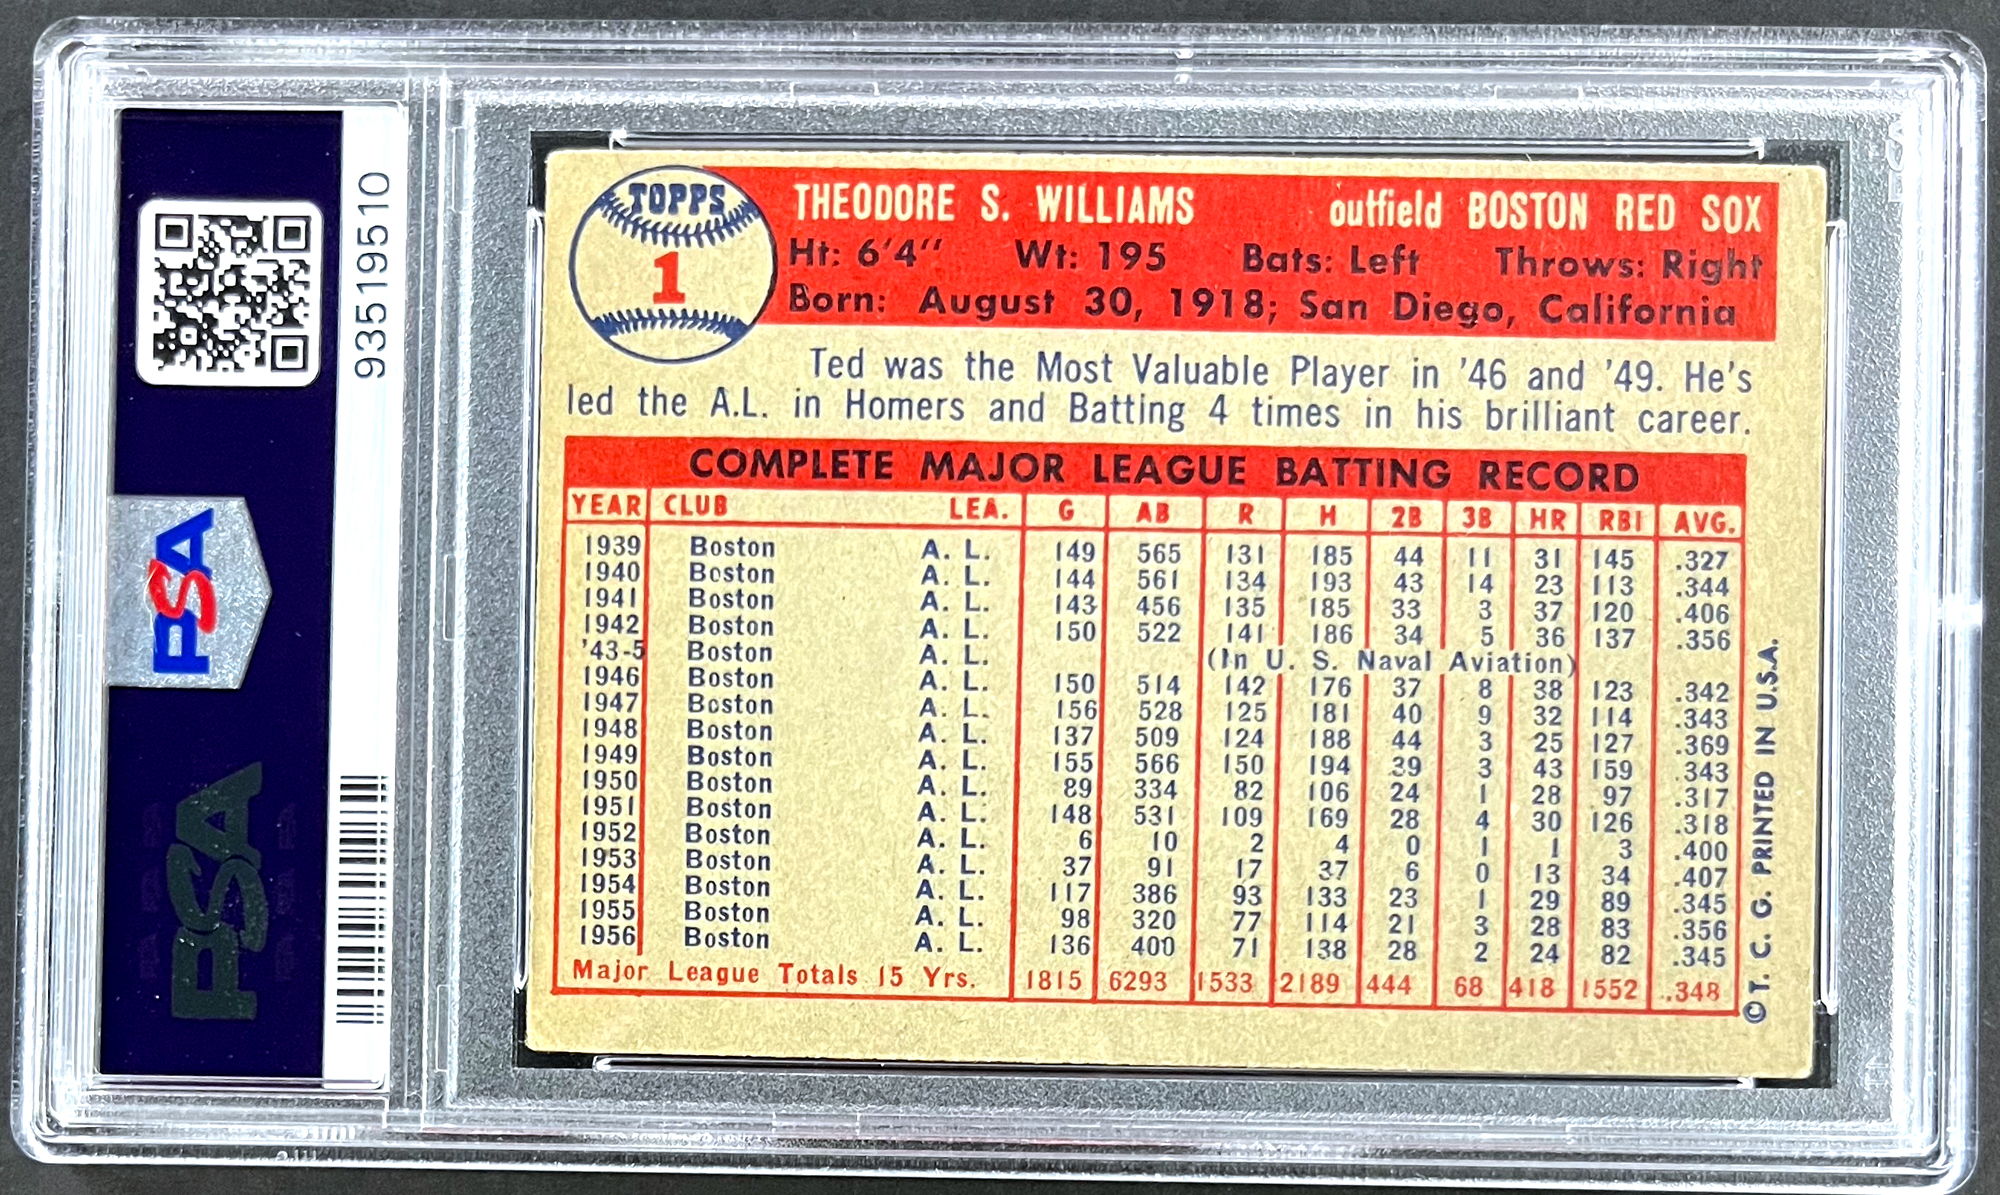 93519510
PSA
PSA
TOPPS
1
THEODORE S. WILLIAMS outfield BOSTON RED SOX
Ht: 6'4" Wt: 195 Bats: Left Throws: Right
Born: August 30, 1918; San Diego, California
Ted was the Most Valuable Player in '46 and '49. He's
led the A.L. in Homers and Batting 4 times in his brilliant career.
COMPLETE MAJOR LEAGUE BATTING RECORD
YEAR CLUB LEA. G AB R H 2B 3B HR RBI AVG.
1939 Boston A. L. 149 565 131 185 44 11 31 145 .327
1940 Boston A. L. 144 561 134 193 43 14 23 113 .344
1941 Boston A. L. 143 456 135 185 33 3 37 120 .406
1942 Boston A. L. 150 522 141 186 34 5 36 137 .356
'43-5 Boston A. L. (In U. S. Naval Aviation)
1946 Boston A. L. 150 514 142 176 37 8 38 123 .342
1947 Boston A. L. 156 528 125 181 40 9 32 114 .343
1948 Boston A. L. 137 509 124 188 44 3 25 127 .369
1949 Boston A. L. 155 566 150 194 39 3 43 159 .343
1950 Boston A. L. 89 334 82 106 24 1 28 97 .317
1951 Boston A. L. 148 531 109 169 28 4 30 126 .318
1952 Boston A. L. 6 10 2 4 0 1 1 3 .400
1953 Boston A. L. 37 91 17 37 6 0 13 34 .407
1954 Boston A. L. 117 386 93 133 23 1 29 89 .345
1955 Boston A. L. 98 320 77 114 21 3 28 83 .356
1956 Boston A. L. 136 400 71 138 28 2 24 82 .345
Major League Totals 15 Yrs. 1815 6293 1533 2189 444 68 418 1552 .348
©T. C. G. PRINTED IN U.S.A.